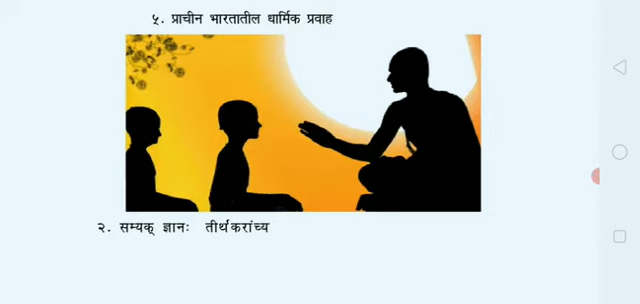 ५. प्राचीन भारतातील धार्मिक प्रवाह
२. सम्यक् ज्ञानः तीर्थंकरांच्य